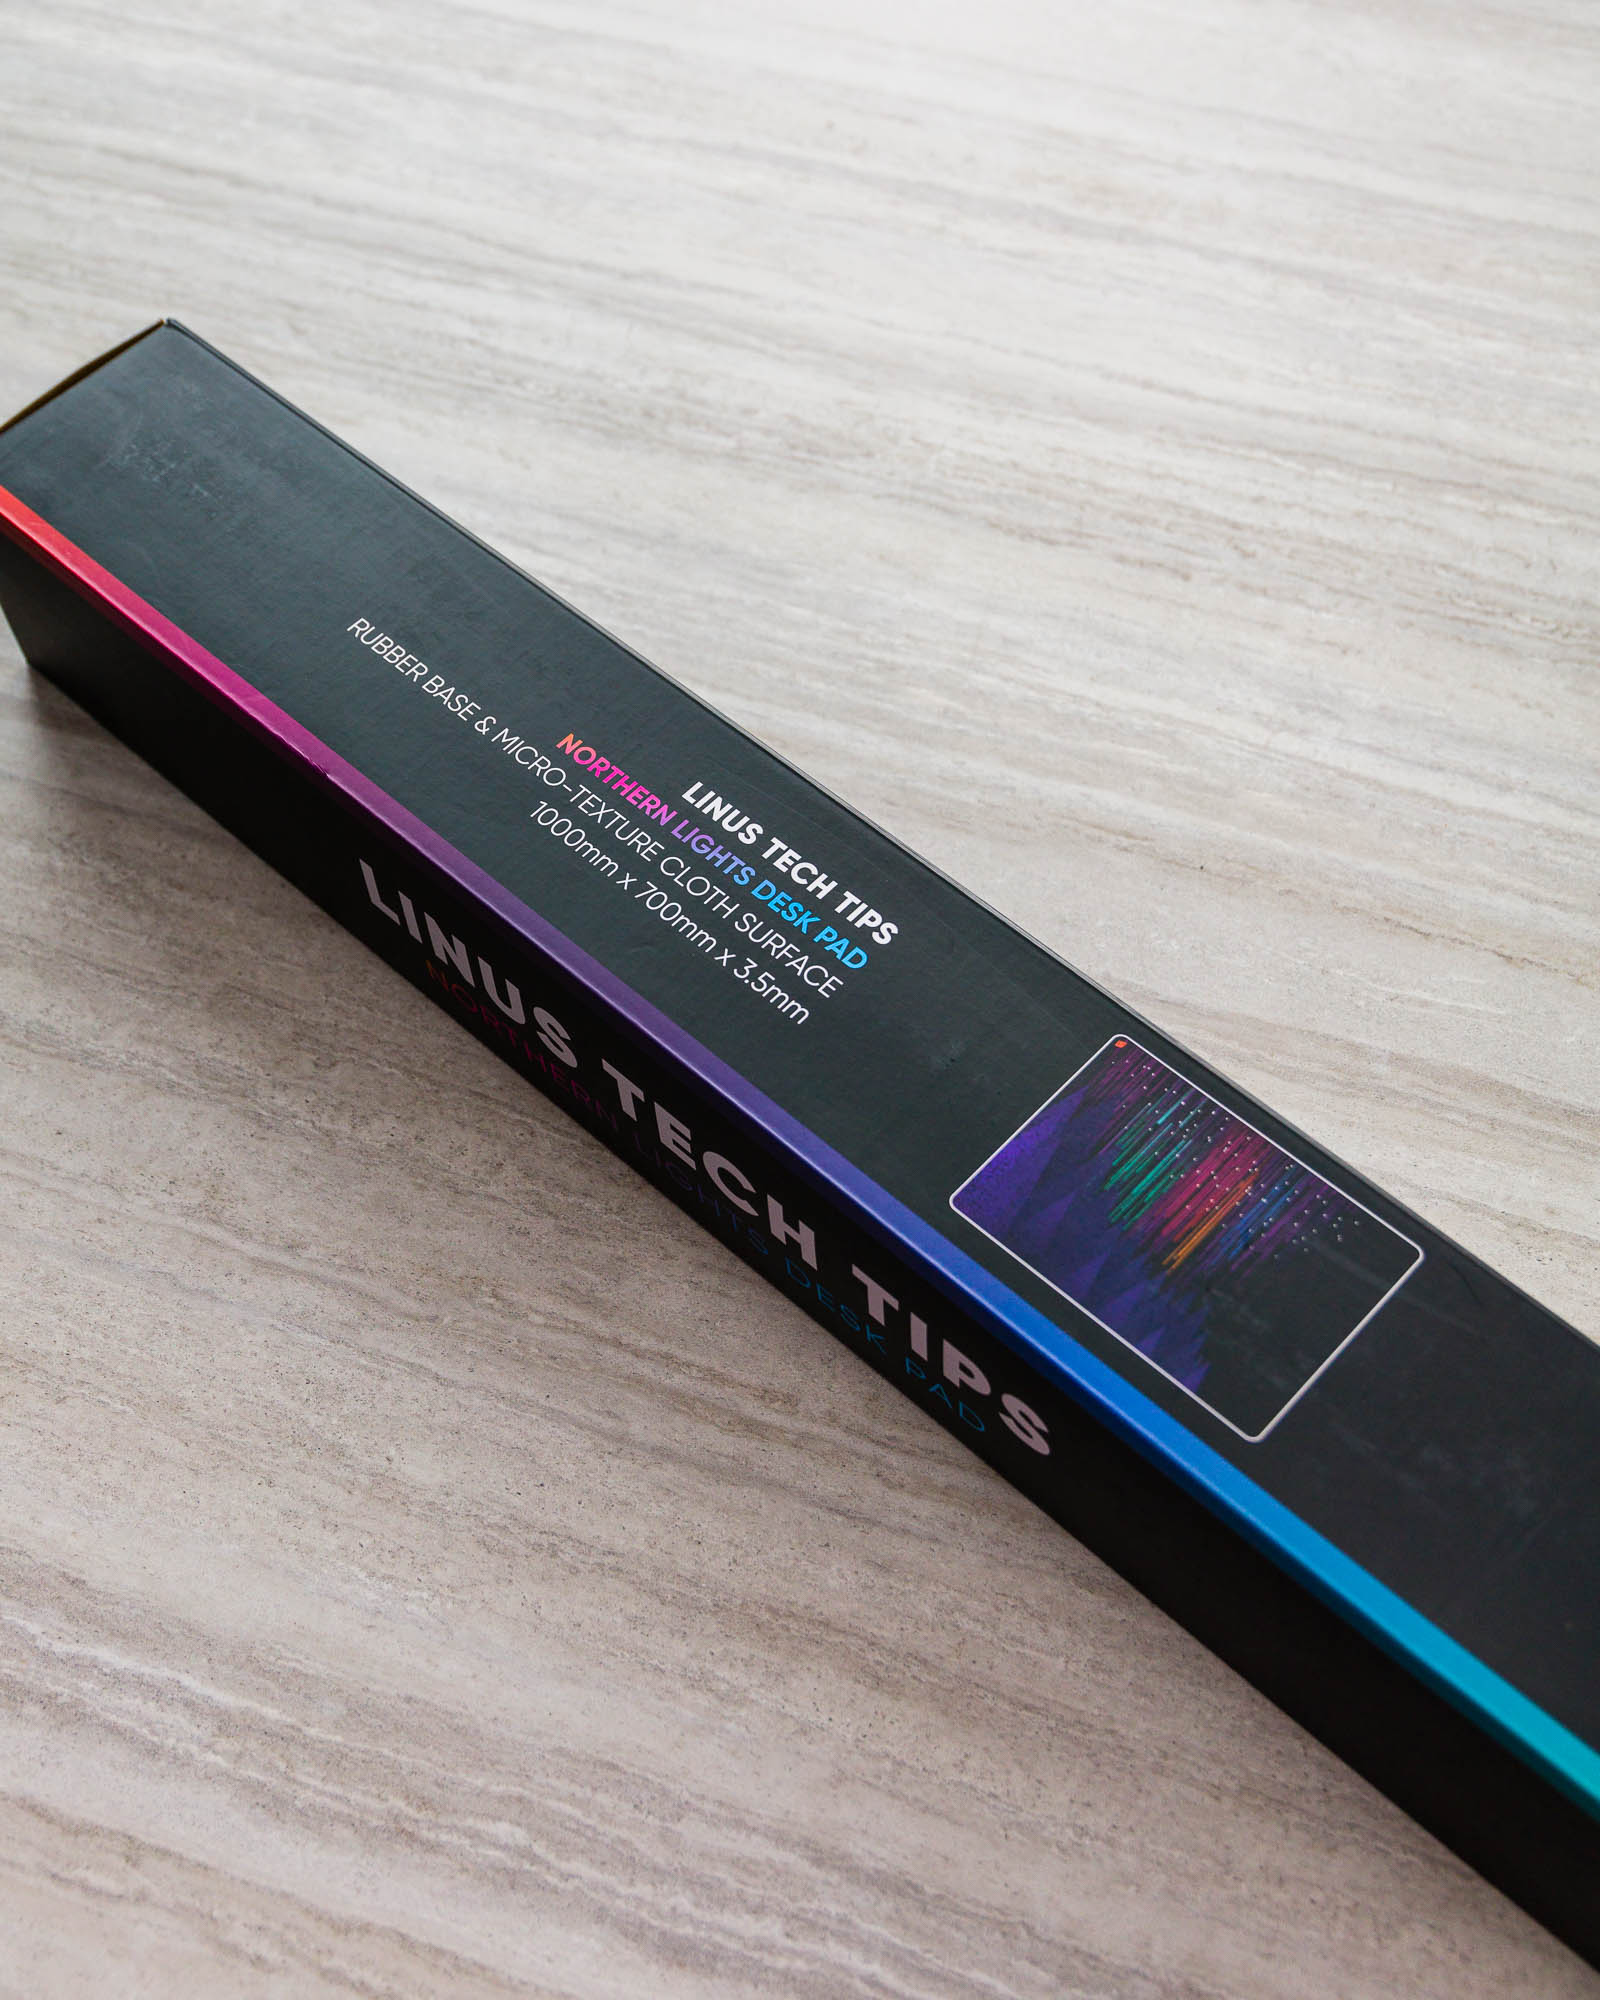 LINUS TECH TIPS
NORTHERN LIGHTS DESK PAD
RUBBER BASE & MICRO-TEXTURE CLOTH SURFACE
1000mm x 700mm x 3.5mm
LINUS TECH TIPS
NORTHERN LIGHTS DESK PAD